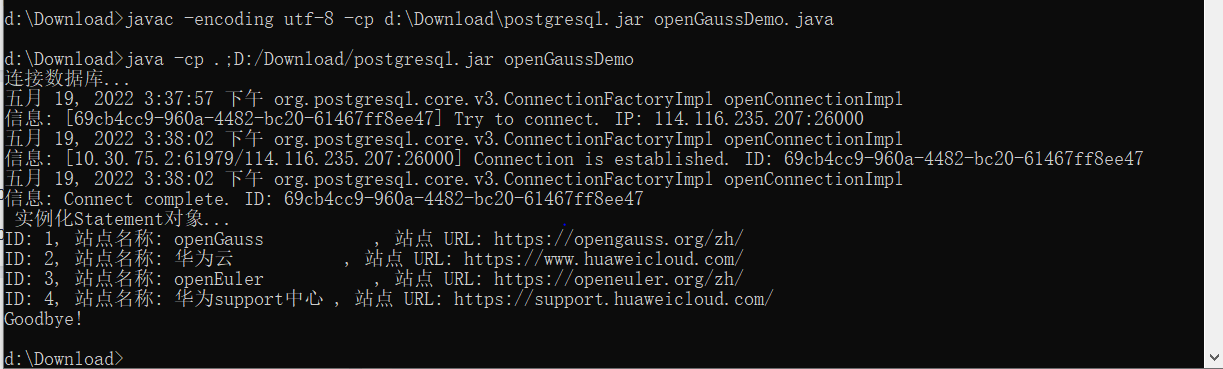 d:\Download>javac -encoding utf-8 -cp d:\Download\postgresql.jar openGaussDemo.java
d:\Download>java -cp .;D:/Download/postgresql.jar openGaussDemo
连接数据库...
五月 19, 2022 3:37:57 下午 org.postgresql.core.v3.ConnectionFactoryImpl openConnectionImpl
信息: [69cb4cc9-960a-4482-bc20-61467ff8ee47] Try to connect. IP: 114.116.235.207:26000
五月 19, 2022 3:38:02 下午 org.postgresql.core.v3.ConnectionFactoryImpl openConnectionImpl
信息: [10.30.75.2:61979/114.116.235.207:26000] Connection is established. ID: 69cb4cc9-960a-4482-bc20-61467ff8ee47
五月 19, 2022 3:38:02 下午 org.postgresql.core.v3.ConnectionFactoryImpl openConnectionImpl
信息: Connect complete. ID: 69cb4cc9-960a-4482-bc20-61467ff8ee47
实例化Statement对象...
ID: 1, 站点名称: openGauss , 站点 URL: https://opengauss.org/zh/
ID: 2, 站点名称: 华为云 , 站点 URL: https://www.huaweicloud.com/
ID: 3, 站点名称: openEuler , 站点 URL: https://openeuler.org/zh/
ID: 4, 站点名称: 华为support中心 , 站点 URL: https://support.huaweicloud.com/
Goodbye!
d:\Download>